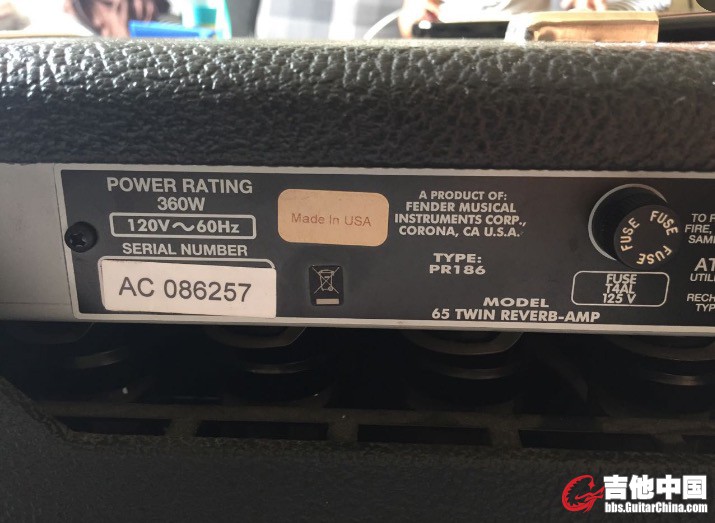 POWER RATING
360W
120V∼60Hz
SERIAL NUMBER
AC 086257
Made In USA
A PRODUCT OF:
FENDER MUSICAL
INSTRUMENTS CORP.,
CORONA, CA U.S.A.
TYPE:
PR186
MODEL
65 TWIN REVERB-AMP
FUSE FUSE FUSE
FUSE
T4AL
125 V
TO
FIRE,
吉他中国
bbs.GuitarChina.com